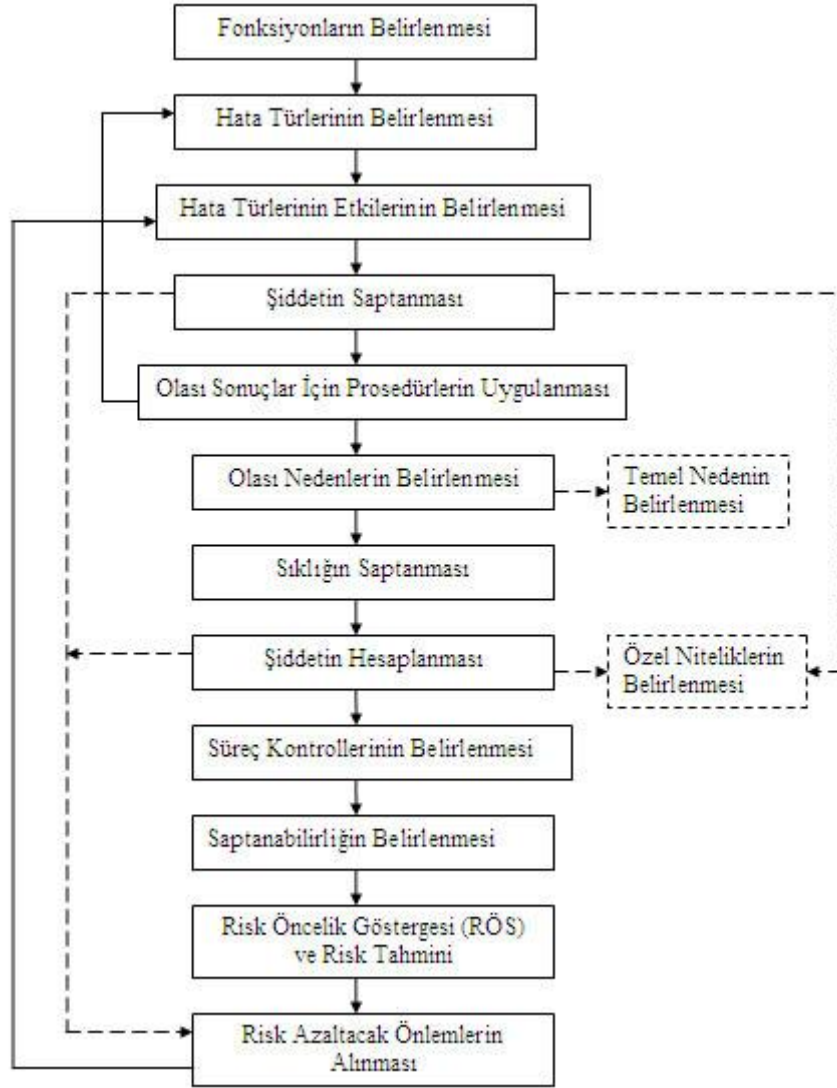 Fonksiyonların Belirlenmesi
Hata Türlerinin Belirlenmesi
Hata Türlerinin Etkilerinin Belirlenmesi
Şiddetin Saptanması
Olası Sonuçlar İçin Prosedürlerin Uygulanması
Olası Nedenlerin Belirlenmesi
Temel Nedenin
Belirlenmesi
Sıklığın Saptanması
Şiddetin Hesaplanması
Özel Niteliklerin
Belirlenmesi
Süreç Kontrollerinin Belirlenmesi
Saptanabilirliğin Belirlenmesi
Risk Öncelik Göstergesi (RÖS)
ve Risk Tahmini
Risk Azaltacak Önlemlerin
Alınması